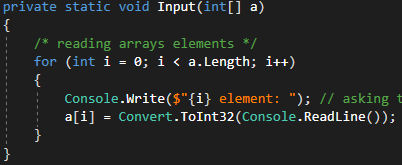 private static void Input(int[] a)
{
/* reading arrays elements */
for (int i = 0; i < a.Length; i++)
{
Console.Write($"{i} element: "); // asking
a[i] = Convert.ToInt32(Console.ReadLine());
}
}